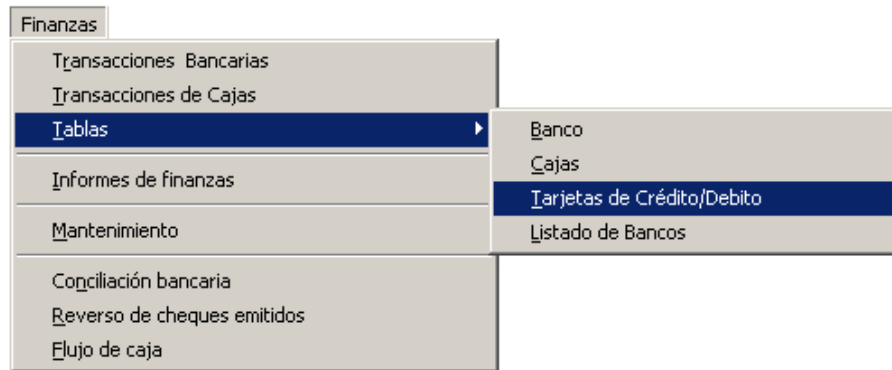 Finanzas
Transacciones Bancarias
Transacciones de Cajas
Tablas
Informes de finanzas
Mantenimiento
Conciliación bancaria
Reverso de cheques emitidos
Flujo de caja
Banco
Cajas
Tarjetas de Crédito/Debito
Listado de Bancos